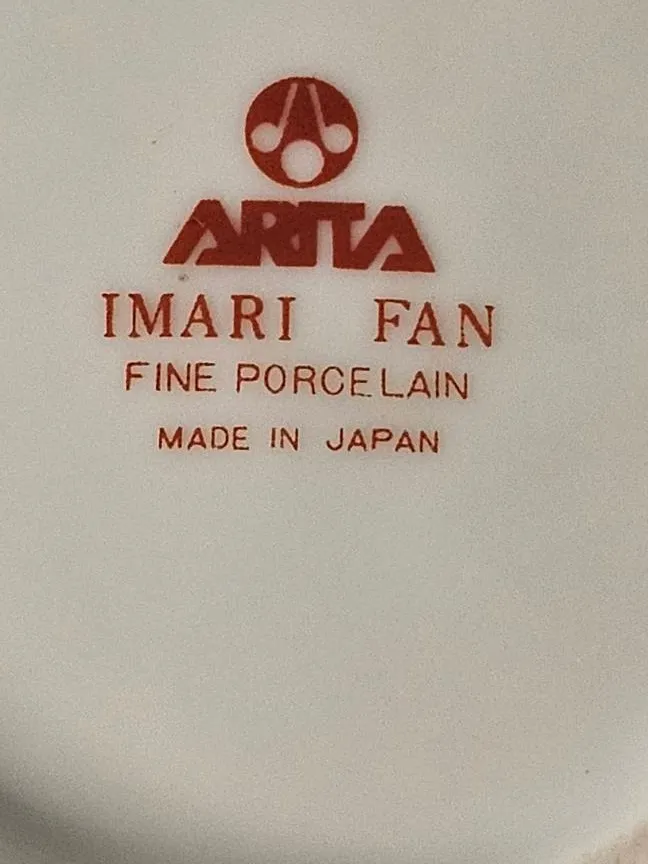 ARITA
IMARI FAN
FINE PORCELAIN
MADE IN JAPAN